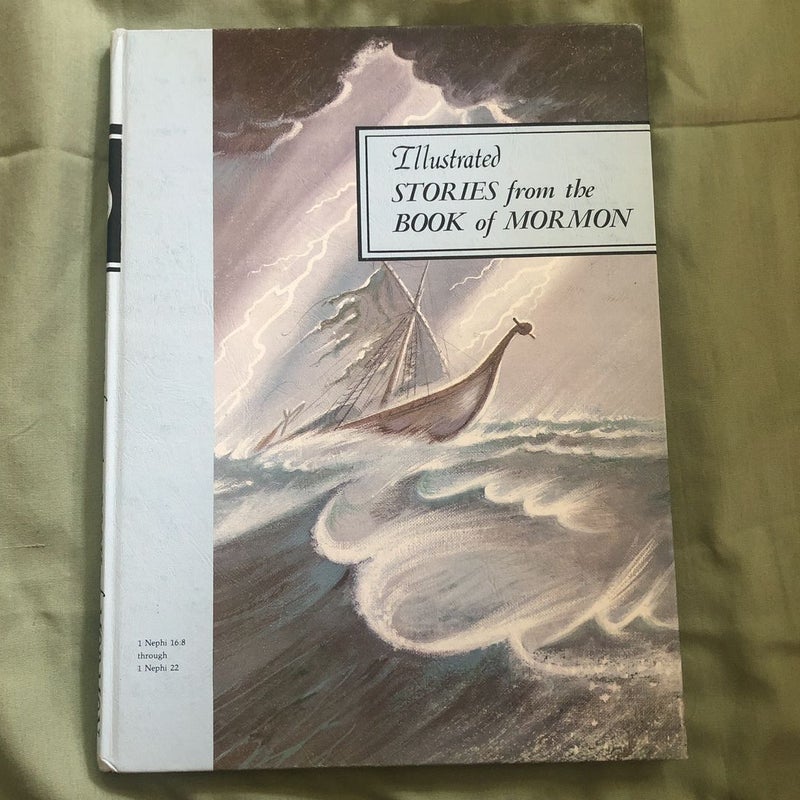 Illustrated
STORIES from the
BOOK of MORMON
1 Nephi 16:8
through
1 Nephi 22